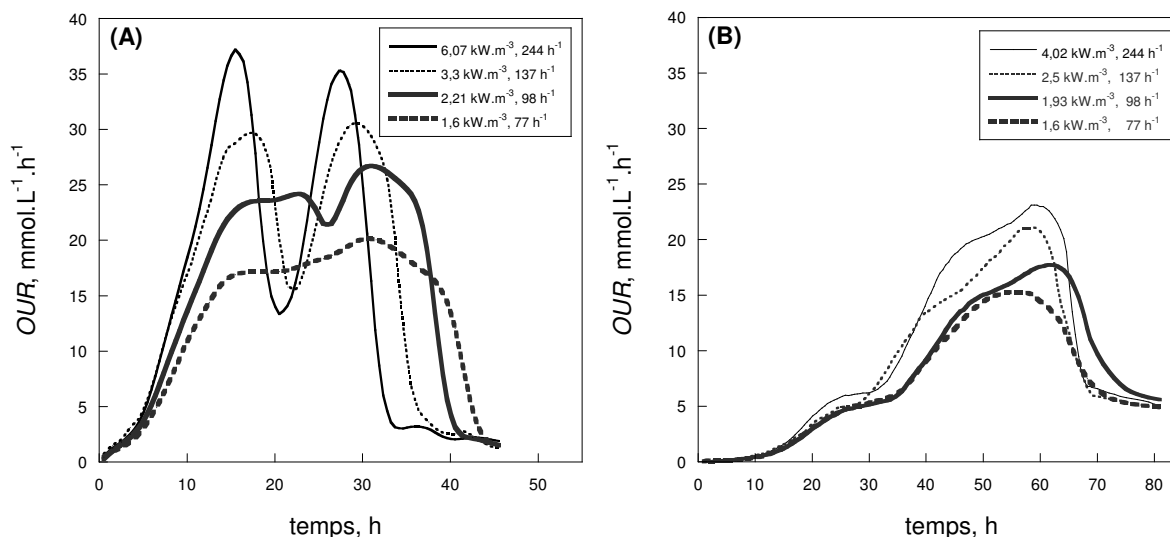 (A)
6,07 kW.m-3, 244 h-1
3,3 kW.m-3, 137 h-1
2,21 kW.m-3, 98 h-1
1,6 kW.m-3, 77 h-1
OUR, mmol.L-1.h-1
40
35
30
25
20
15
10
5
0
0 10 20 30 40 50
temps, h
(B)
4,02 kW.m-3, 244 h-1
2,5 kW.m-3, 137 h-1
1,93 kW.m-3, 98 h-1
1,6 kW.m-3, 77 h-1
OUR, mmol.L-1.h-1
40
35
30
25
20
15
10
5
0
0 10 20 30 40 50 60 70 80
temps, h